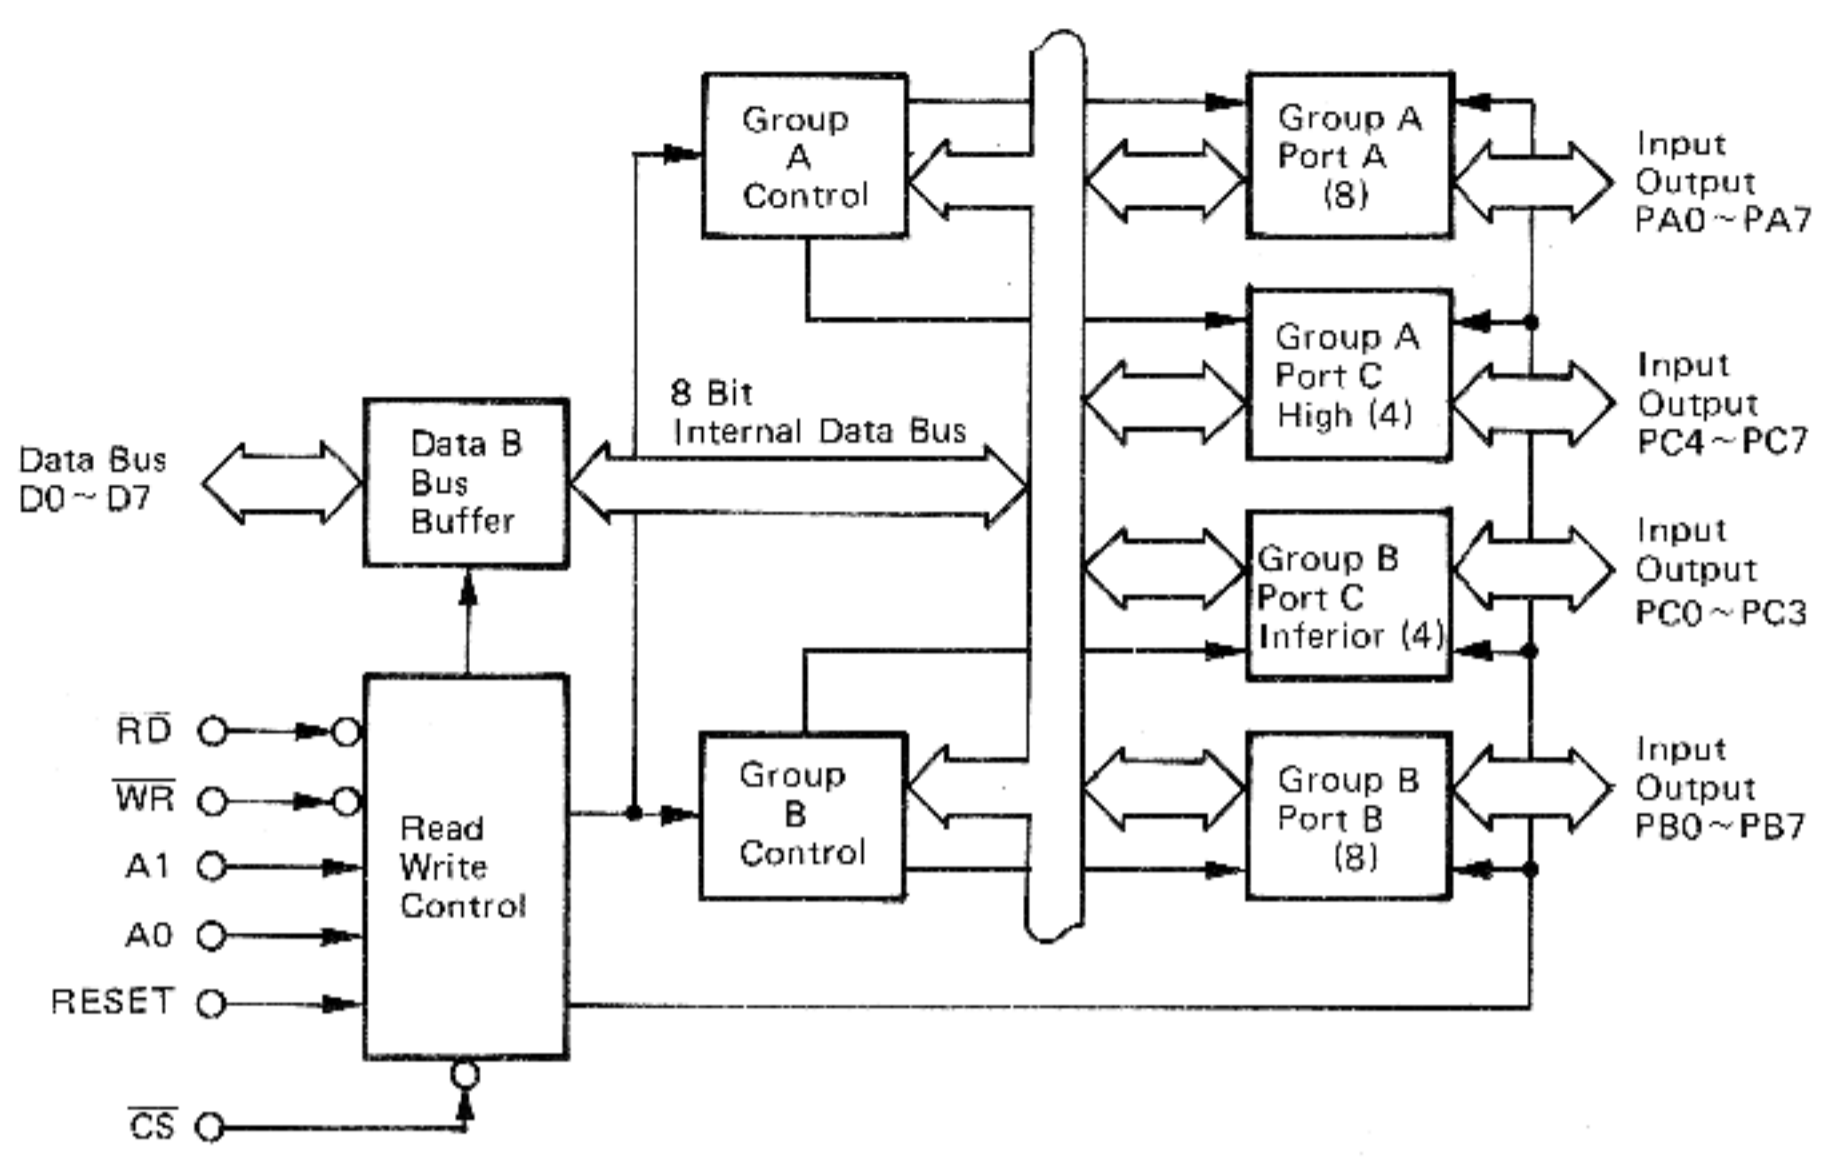 Group
A
Control
Group A
Port A
(8)
Input
Output
PA0~PA7
Group A
Port C
High (4)
Input
Output
PC4~PC7
8 Bit
Internal Data Bus
Data Bus
D0~D7
Data B
Bus
Buffer
Group B
Port C
Inferior (4)
Input
Output
PC0~PC3
RD
WR
A1
A0
RESET
CS
Read
Write
Control
Group
B
Control
Group B
Port B
(8)
Input
Output
PB0~PB7